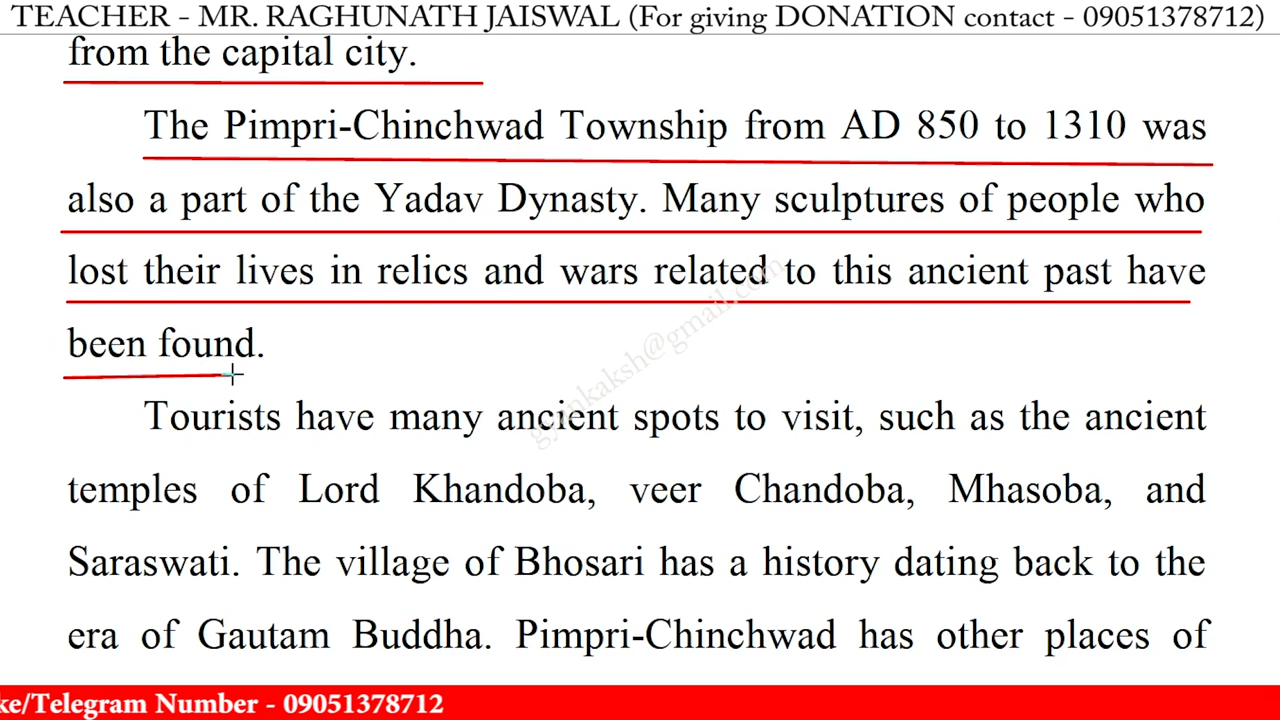 TEACHER - MR. RAGHUNATH JAISWAL (For giving DONATION contact - 09051378712)
from the capital city.
The Pimpri-Chinchwad Township from AD 850 to 1310 was
also a part of the Yadav Dynasty. Many sculptures of people who
lost their lives in relics and wars related to this ancient past have
been found.
gyankaksh@gmail.com
Tourists have many ancient spots to visit, such as the ancient
temples of Lord Khandoba, veer Chandoba, Mhasoba, and
Saraswati. The village of Bhosari has a history dating back to the
era of Gautam Buddha. Pimpri-Chinchwad has other places of
ke/Telegram Number - 09051378712